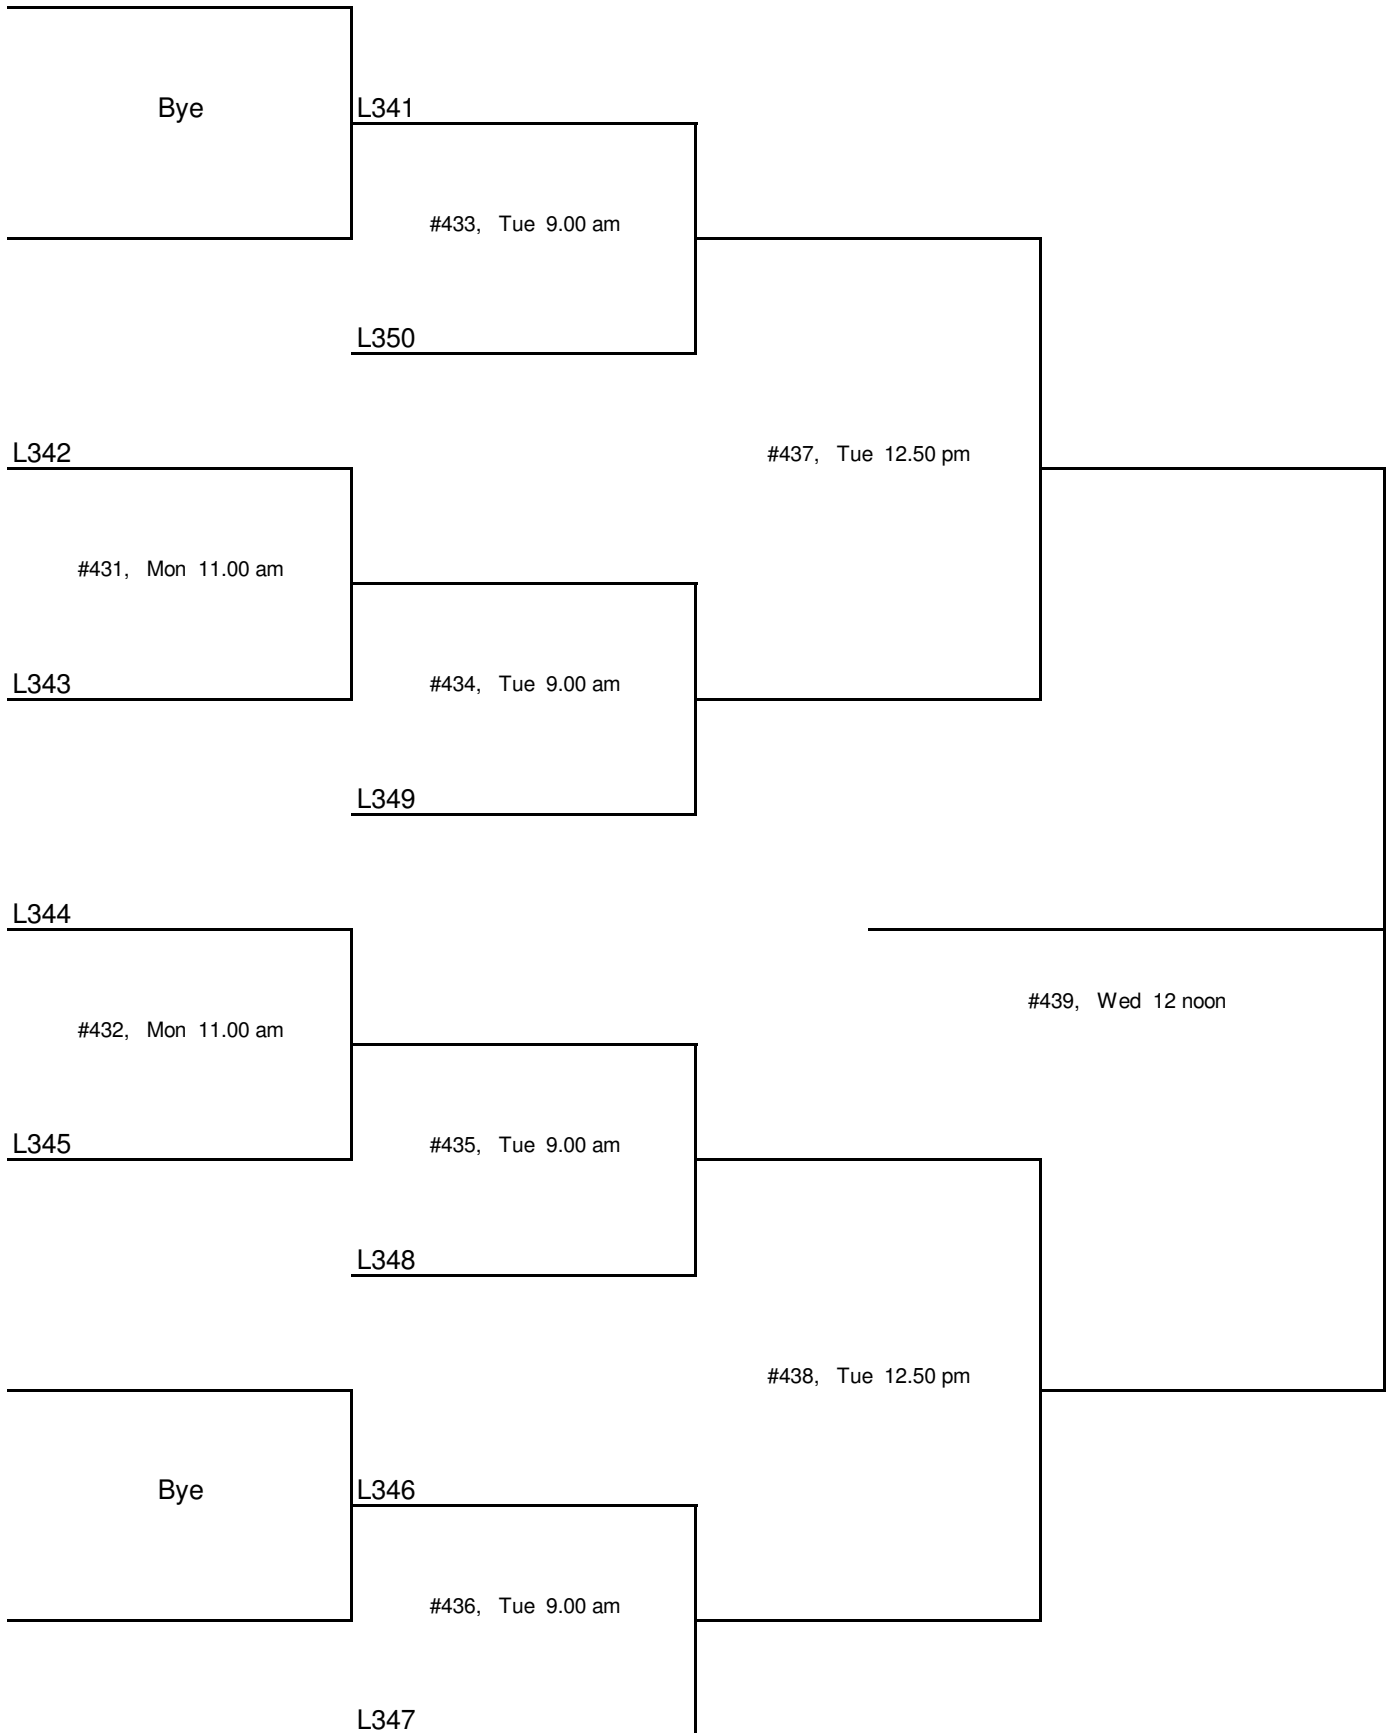 Bye
L341
#433, Tue 9.00 am
L350
L342
#437, Tue 12.50 pm
#431, Mon 11.00 am
L343
#434, Tue 9.00 am
L349
L344
#439, Wed 12 noon
#432, Mon 11.00 am
L345
#435, Tue 9.00 am
L348
#438, Tue 12.50 pm
Bye
L346
#436, Tue 9.00 am
L347